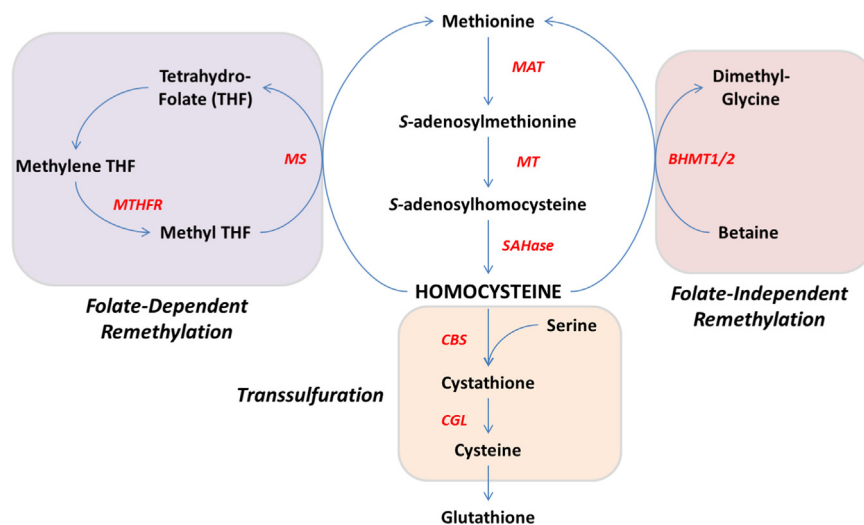 Methionine
MAT
S-adenosylmethionine
MT
S-adenosylhomocysteine
SAHase
HOMOCYSTEINE
Tetrahydro-
Folate (THF)
Methylene THF
MTHFR
Methyl THF
MS
Folate-Dependent
Remethylation
Dimethyl-
Glycine
BHMT1/2
Betaine
Folate-Independent
Remethylation
Transsulfuration
CBS
Serine
Cystathione
CGL
Cysteine
Glutathione